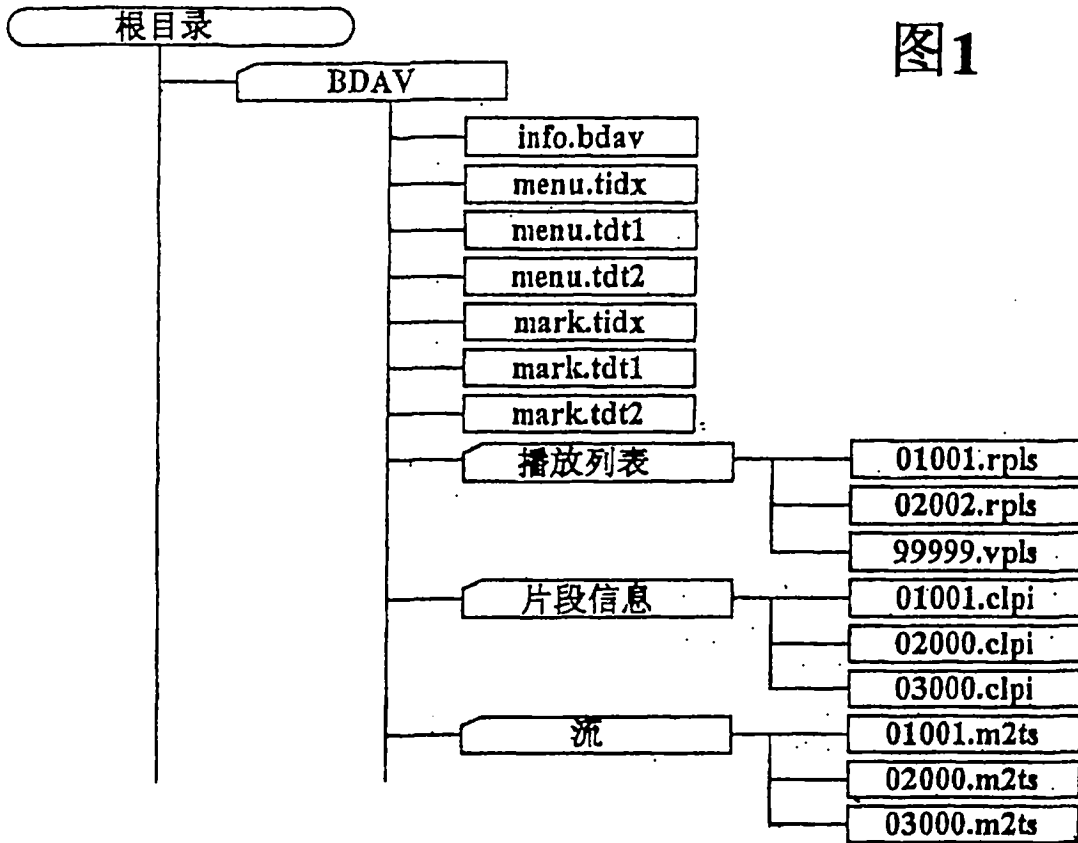 根目录
图1
BDAV
info.bdav
menu.tidx
menu.tdt1
menu.tdt2
mark.tidx
mark.tdt1
mark.tdt2
播放列表
01001.rpls
02002.rpls
99999.vpls
片段信息
01001.clpi
02000.clpi
03000.clpi
流
01001.m2ts
02000.m2ts
03000.m2ts